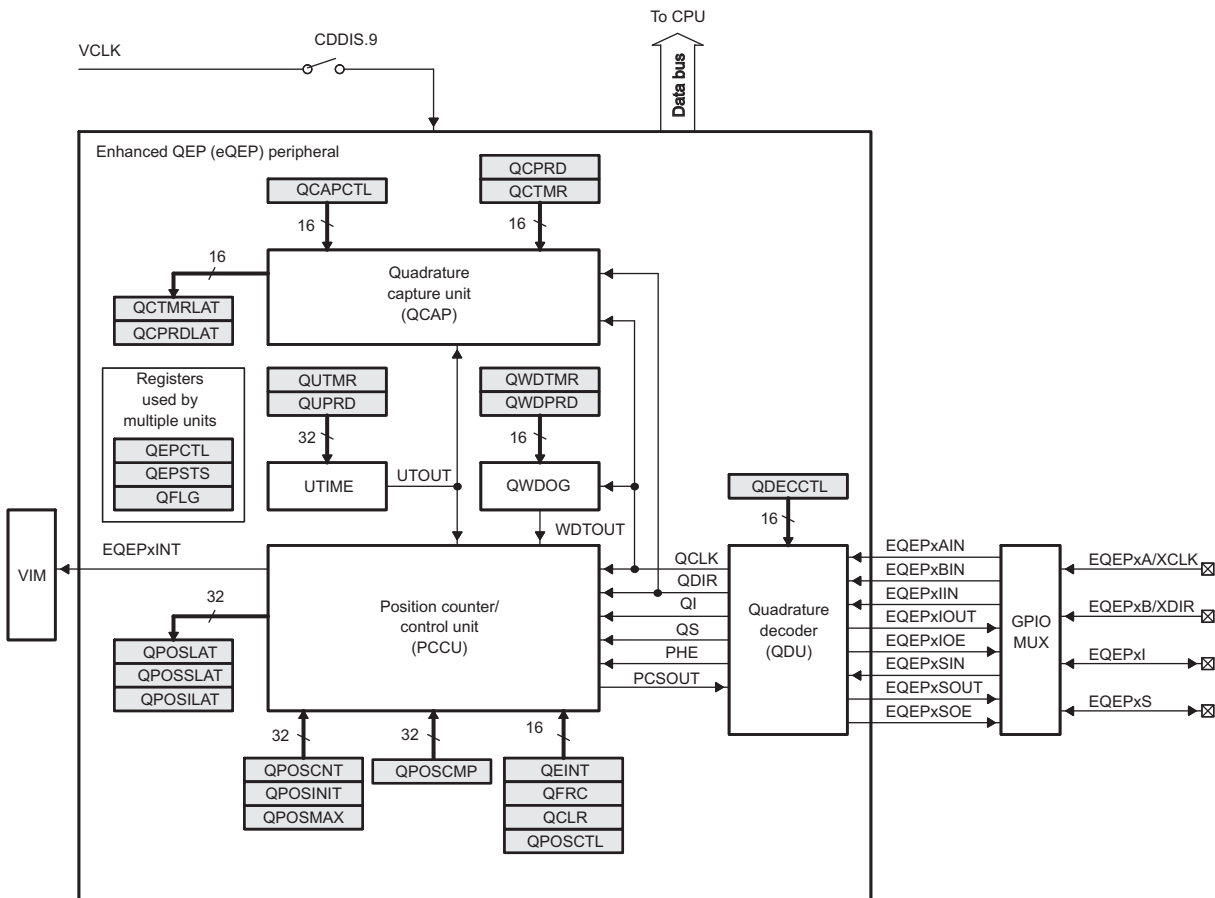 To CPU
VCLK
CDDIS.9
Data bus
Enhanced QEP (eQEP) peripheral
QCAPCTL
QCPRD
QCTMR
16
16
16
Quadrature
capture unit
(QCAP)
QCTMRLAT
QCPRDLAT
Registers
used by
multiple units
QEPCTL
QEPSTS
QFLG
QUTMR
QUPRD
QWDTMR
QWDPRD
32
16
UTIME
UTOUT
QWDOG
WDTOUT
QDECCTL
16
VIM
EQEPxINT
32
QPOSLAT
QPOSSLAT
QPOSILAT
Position counter/
control unit
(PCCU)
QCLK
QDIR
QI
QS
PHE
PCSOUT
Quadrature
decoder
(QDU)
EQEPxAIN
EQEPxBIN
EQEPxIIN
EQEPxIOUT
EQEPxIOE
EQEPxSIN
EQEPxSOUT
EQEPxSOE
GPIO
MUX
EQEPxA/XCLK
EQEPxB/XDIR
EQEPxI
EQEPxS
32
32
16
QPOSCNT
QPOSINIT
QPOSMAX
QPOSCMP
QEINT
QFRC
QCLR
QPOSCTL